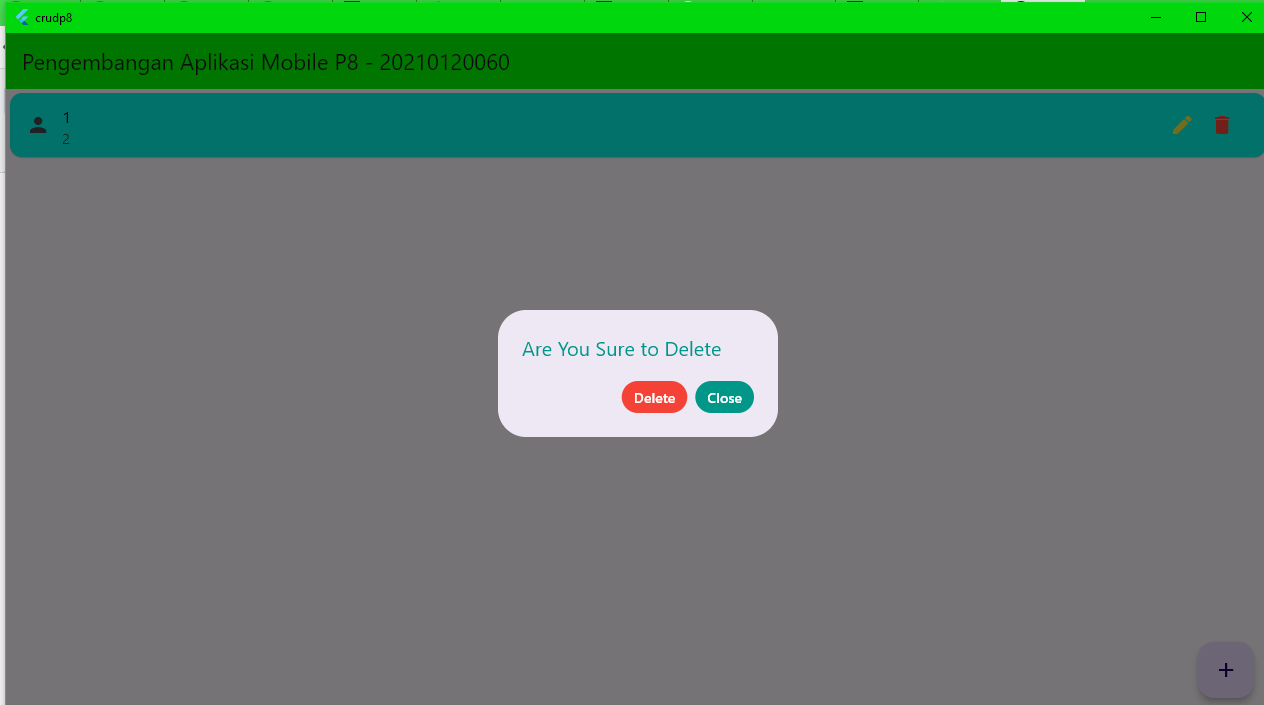 crudp8
Pengembangan Aplikasi Mobile P8 - 20210120060
1
2
Are You Sure to Delete
Delete Close